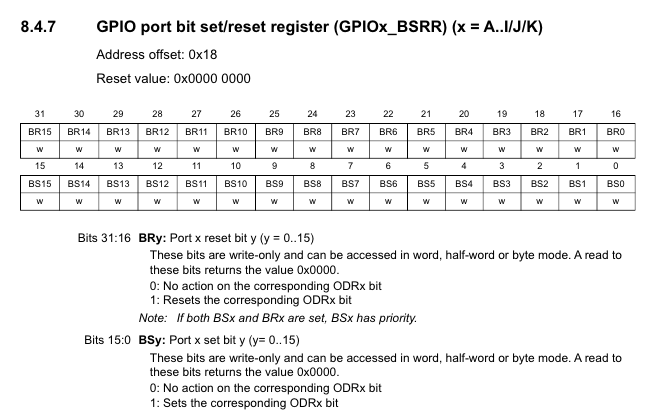 8.4.7 GPIO port bit set/reset register (GPIOx_BSRR) (x = A..I/J/K)
Address offset: 0x18
Reset value: 0x0000 0000
31 30 29 28 27 26 25 24 23 22 21 20 19 18 17 16
BR15 BR14 BR13 BR12 BR11 BR10 BR9 BR8 BR7 BR6 BR5 BR4 BR3 BR2 BR1 BR0
w w w w w w w w w w w w w w w w
15 14 13 12 11 10 9 8 7 6 5 4 3 2 1 0
BS15 BS14 BS13 BS12 BS11 BS10 BS9 BS8 BS7 BS6 BS5 BS4 BS3 BS2 BS1 BS0
w w w w w w w w w w w w w w w w
Bits 31:16 BRy: Port x reset bit y (y = 0..15)
These bits are write-only and can be accessed in word, half-word or byte mode. A read to
these bits returns the value 0x0000.
0: No action on the corresponding ODRx bit
1: Resets the corresponding ODRx bit
Note: If both BSx and BRx are set, BSx has priority.
Bits 15:0 BSy: Port x set bit y (y= 0..15)
These bits are write-only and can be accessed in word, half-word or byte mode. A read to
these bits returns the value 0x0000.
0: No action on the corresponding ODRx bit
1: Sets the corresponding ODRx bit